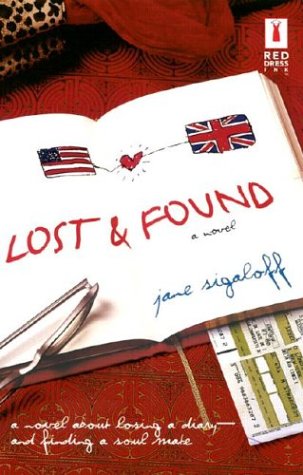 RED
DRESS
INK
LOST & FOUND
a novel
jane sigaloff
a novel about losing a diary—
and finding a soul mate